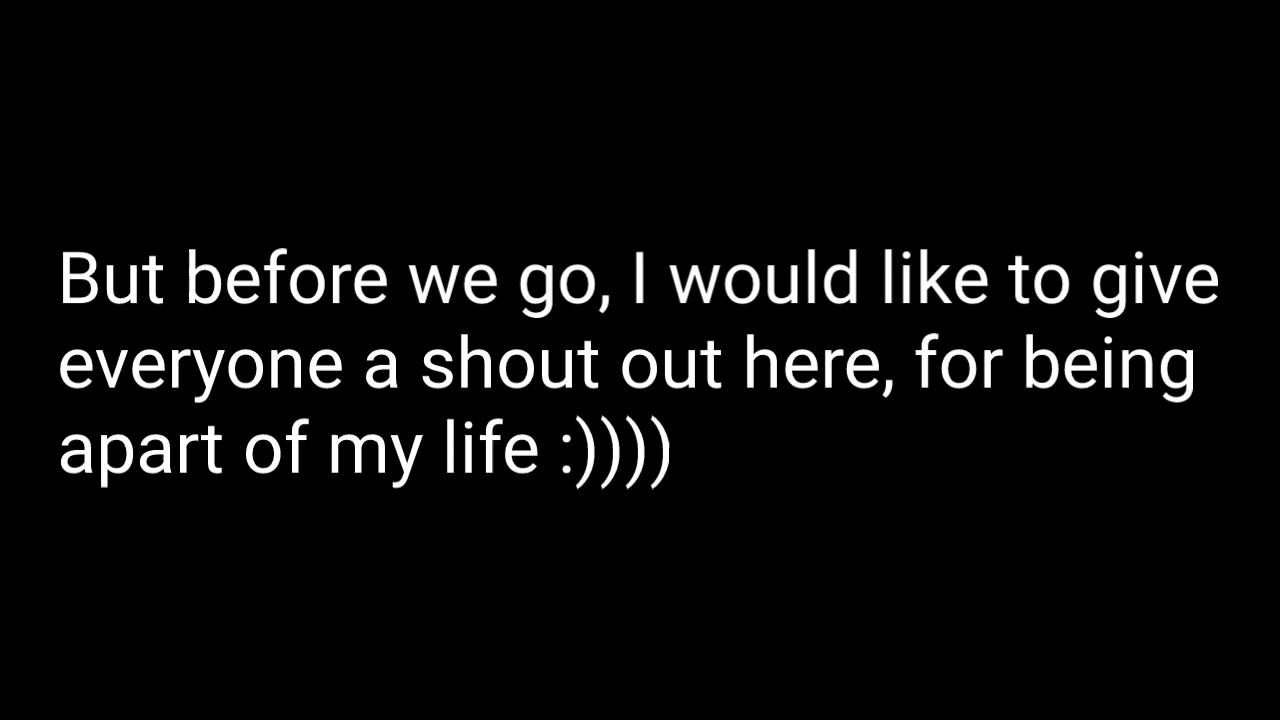 But before we go, I would like to give
everyone a shout out here, for being
apart of my life :))))